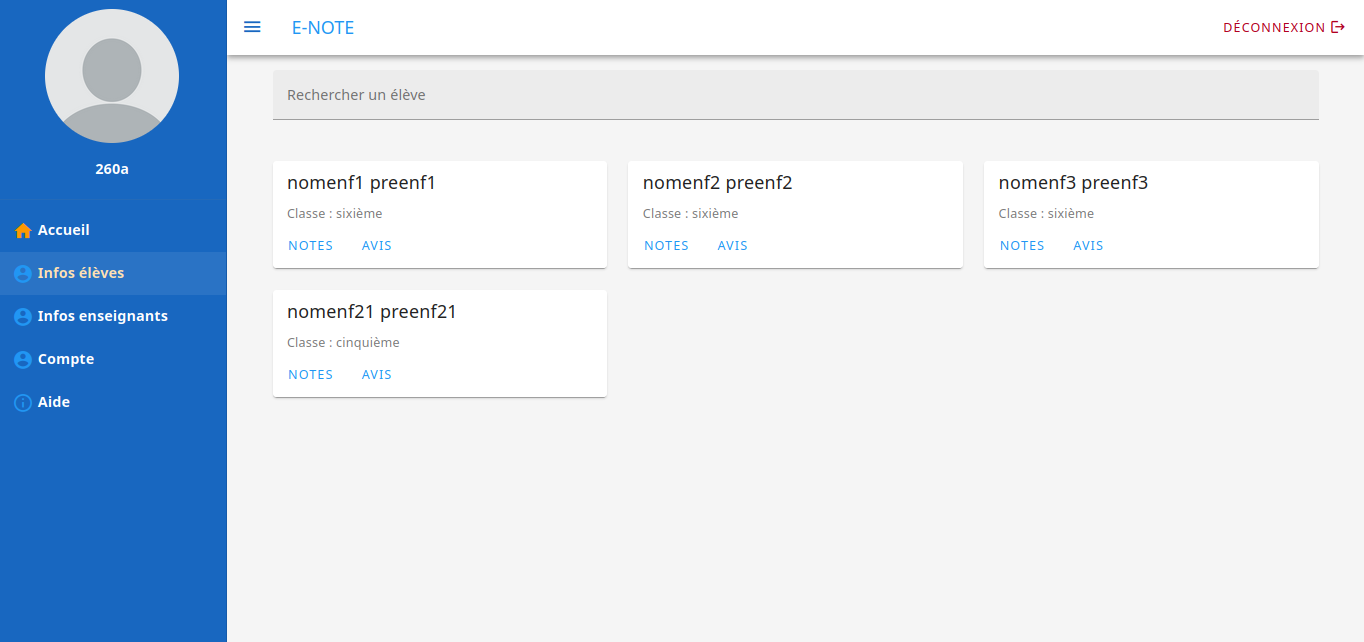 260a
Accueil
Infos élèves
Infos enseignants
Compte
Aide
E-NOTE
DÉCONNEXION
Rechercher un élève
nomenf1 preenf1
Classe : sixième
NOTES AVIS
nomenf2 preenf2
Classe : sixième
NOTES AVIS
nomenf3 preenf3
Classe : sixième
NOTES AVIS
nomenf21 preenf21
Classe : cinquième
NOTES AVIS